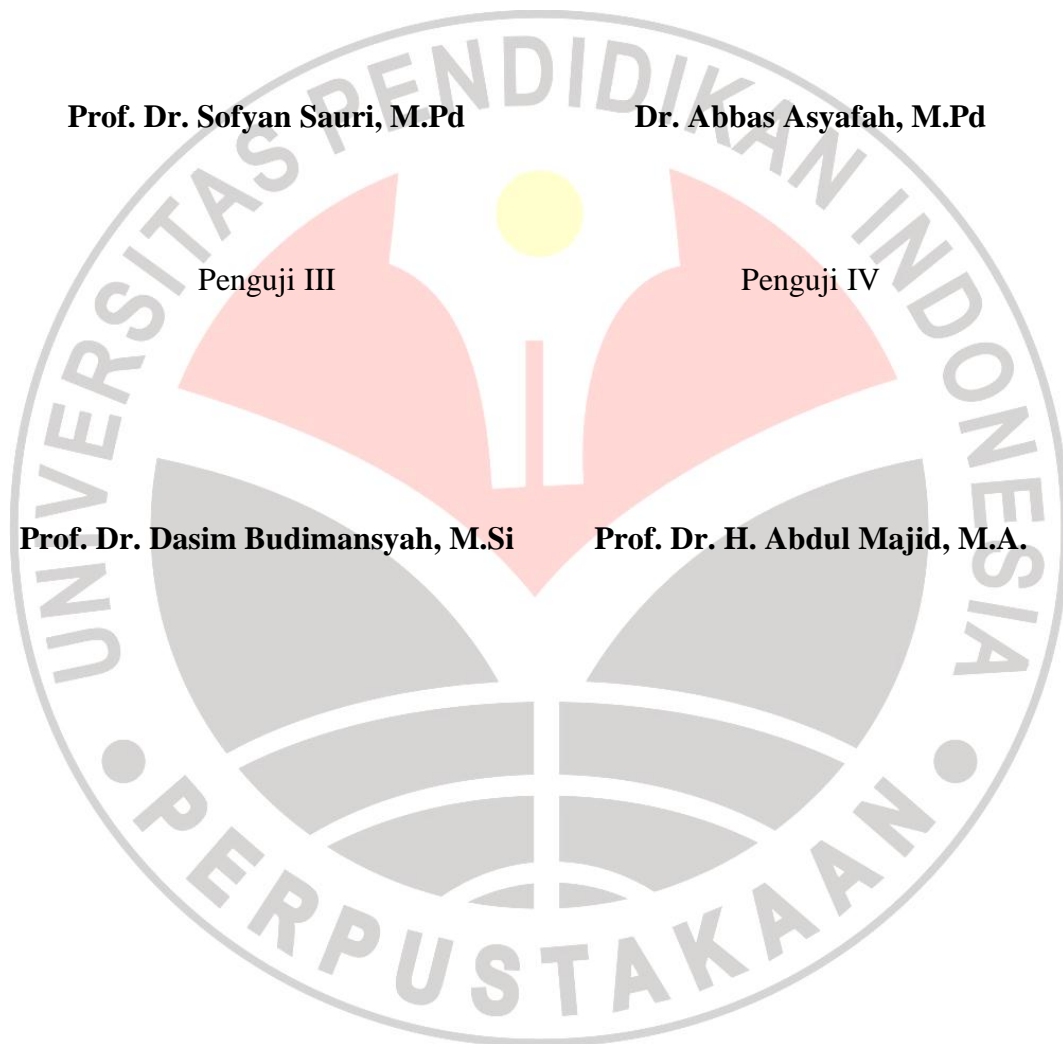 Prof. Dr. Sofyan Sauri, M.Pd Dr. Abbas Asyafah, M.Pd
Penguji III Penguji IV
Prof. Dr. Dasim Budimansyah, M.Si Prof. Dr. H. Abdul Majid, M.A.
UNIVERSITAS PENDIDIKAN INDONESIA
PERPUSTAKAAN